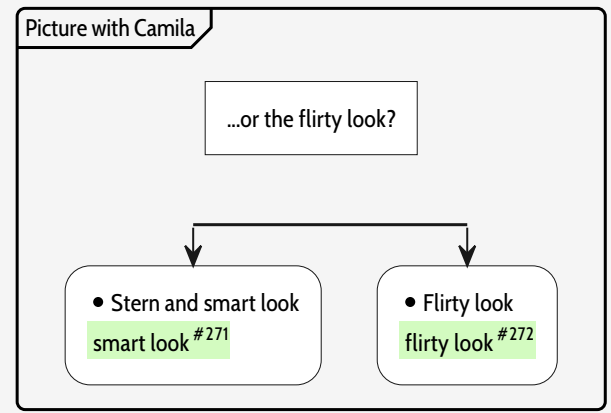 Picture with Camila
...or the flirty look?
• Stern and smart look
smart look #271
• Flirty look
flirty look #272